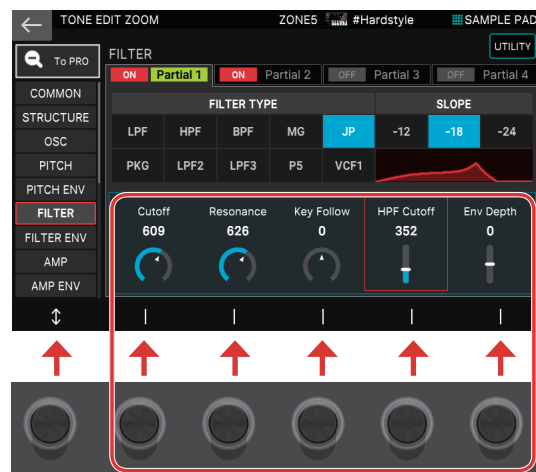 TONE EDIT ZOOM ZONE5 #Hardstyle SAMPLE PAD
UTILITY
To PRO
FILTER
ON Partial 1 ON Partial 2 OFF Partial 3 OFF Partial 4
COMMON
STRUCTURE
OSC
PITCH
PITCH ENV
FILTER
FILTER ENV
AMP
AMP ENV
FILTER TYPE SLOPE
LPF HPF BPF MG JP -12 -18 -24
PKG LPF2 LPF3 P5 VCF1
Cutoff Resonance Key Follow HPF Cutoff Env Depth
609 626 0 352 0